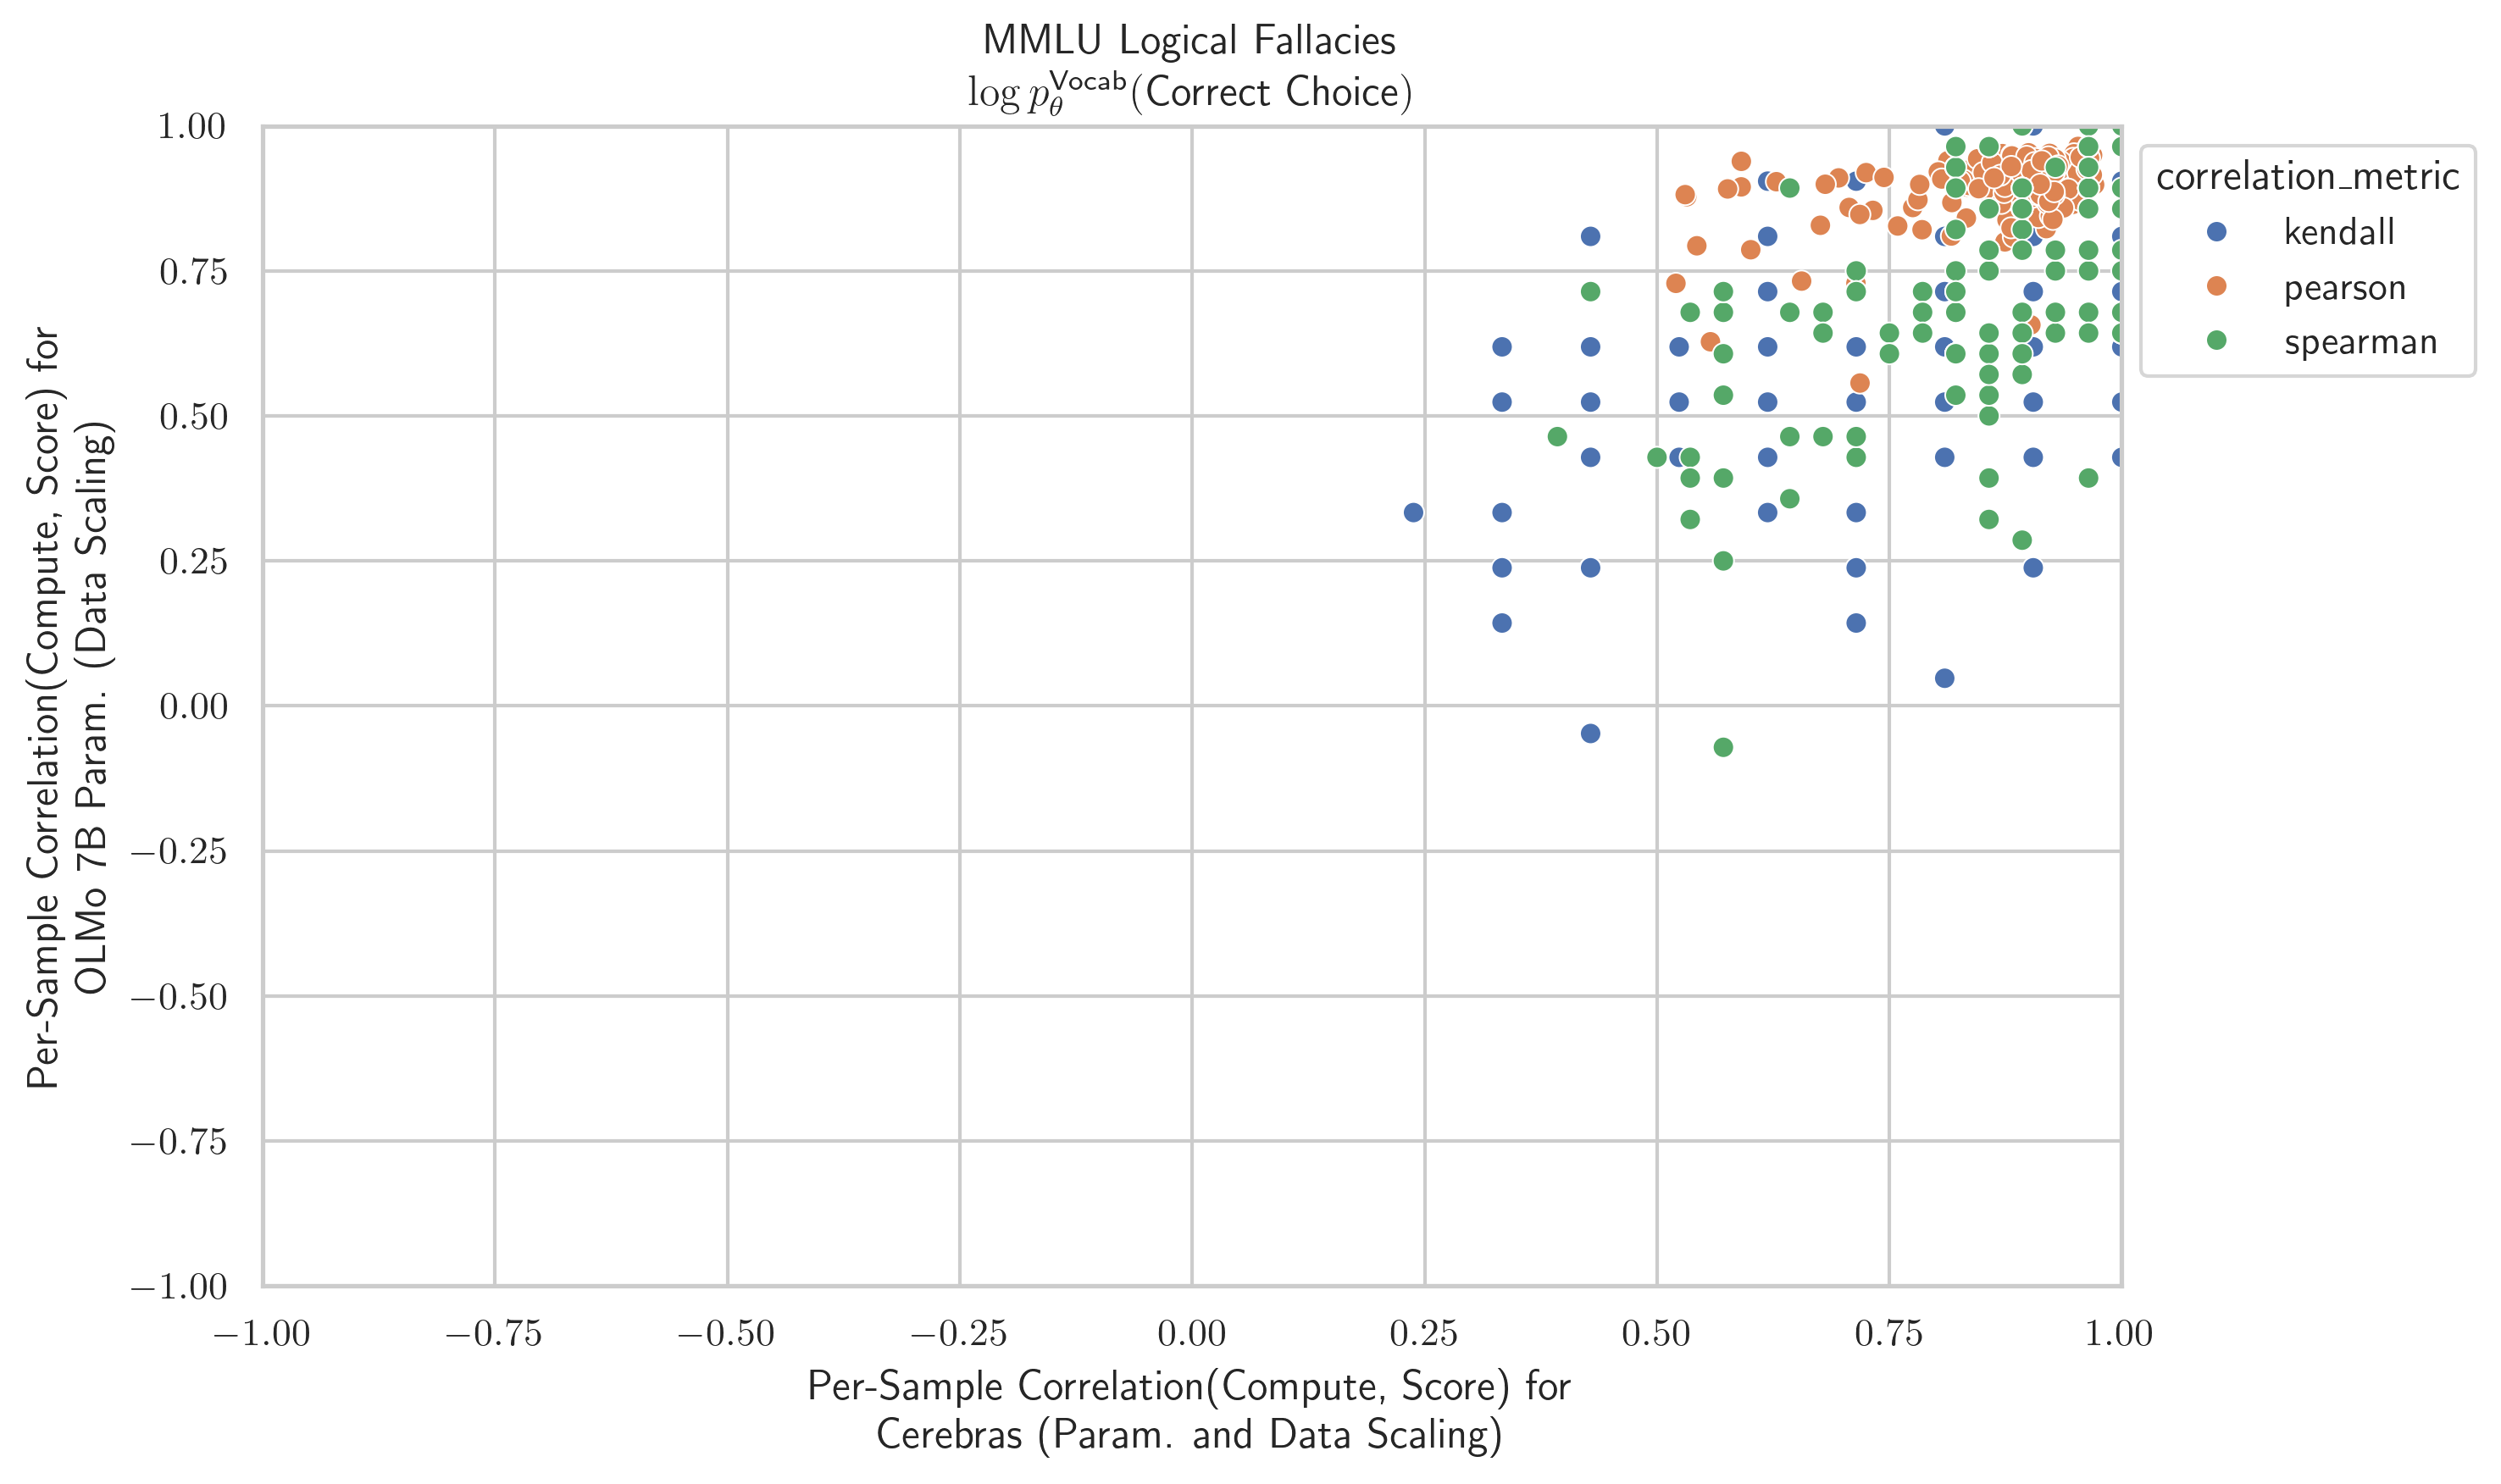 MMLU Logical Fallacies
log p_θ^Vocab(Correct Choice)
Per-Sample Correlation(Compute, Score) for
OLMo 7B Param. (Data Scaling)
1.00
0.75
0.50
0.25
0.00
−0.25
−0.50
−0.75
−1.00
−1.00 −0.75 −0.50 −0.25 0.00 0.25 0.50 0.75 1.00
Per-Sample Correlation(Compute, Score) for
Cerebras (Param. and Data Scaling)
correlation_metric
kendall
pearson
spearman